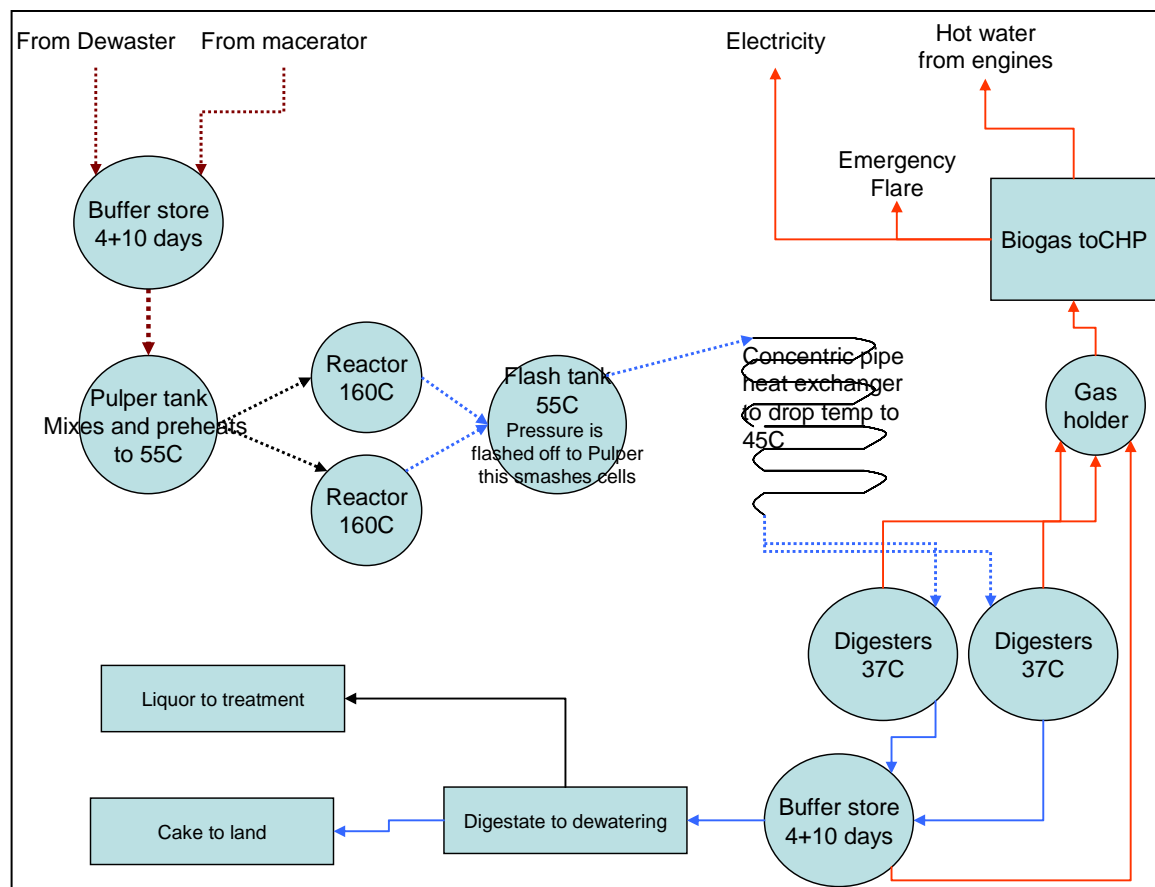 From Dewaster
From macerator
Electricity
Hot water
from engines
Emergency
Flare
Buffer store
4+10 days
Biogas toCHP
Pulper tank
Mixes and preheats
to 55C
Reactor
160C
Reactor
160C
Flash tank
55C
Pressure is
flashed off to Pulper
this smashes cells
Concentric pipe
heat exchanger
to drop temp to
45C
Gas
holder
Digesters
37C
Digesters
37C
Liquor to treatment
Cake to land
Digestate to dewatering
Buffer store
4+10 days